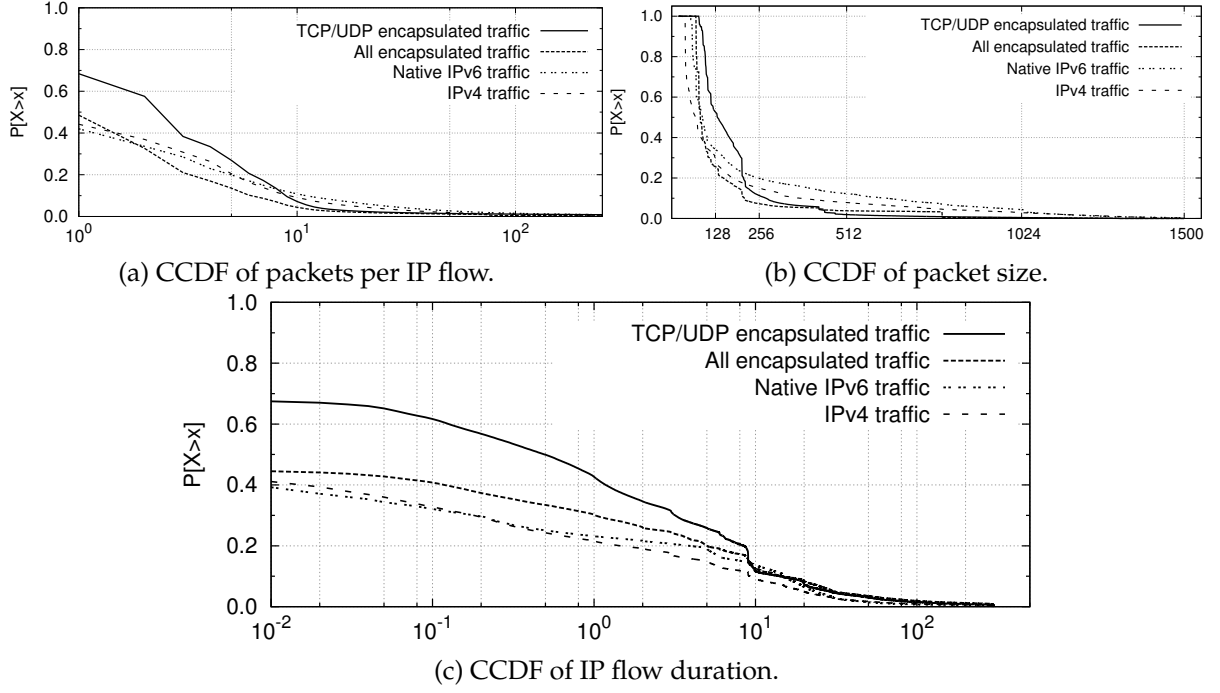 P[X>x]
1.0
0.8
0.6
0.4
0.2
0.0
TCP/UDP encapsulated traffic
All encapsulated traffic
Native IPv6 traffic
IPv4 traffic
10^0
10^1
10^2
(a) CCDF of packets per IP flow.
P[X>x]
1.0
0.8
0.6
0.4
0.2
0.0
TCP/UDP encapsulated traffic
All encapsulated traffic
Native IPv6 traffic
IPv4 traffic
128
256
512
1024
1500
(b) CCDF of packet size.
P[X>x]
1.0
0.8
0.6
0.4
0.2
0.0
TCP/UDP encapsulated traffic
All encapsulated traffic
Native IPv6 traffic
IPv4 traffic
10^-2
10^-1
10^0
10^1
10^2
(c) CCDF of IP flow duration.